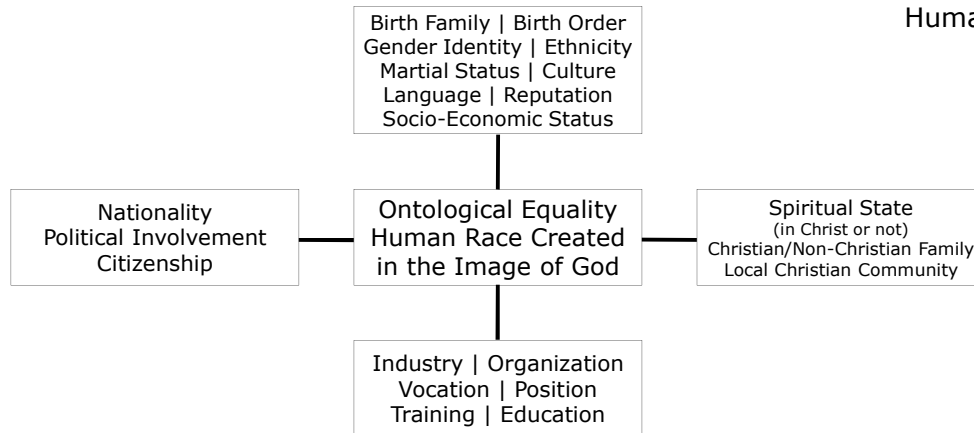 Huma
Birth Family | Birth Order
Gender Identity | Ethnicity
Martial Status | Culture
Language | Reputation
Socio-Economic Status
Nationality
Political Involvement
Citizenship
Ontological Equality
Human Race Created
in the Image of God
Spiritual State
(in Christ or not)
Christian/Non-Christian Family
Local Christian Community
Industry | Organization
Vocation | Position
Training | Education